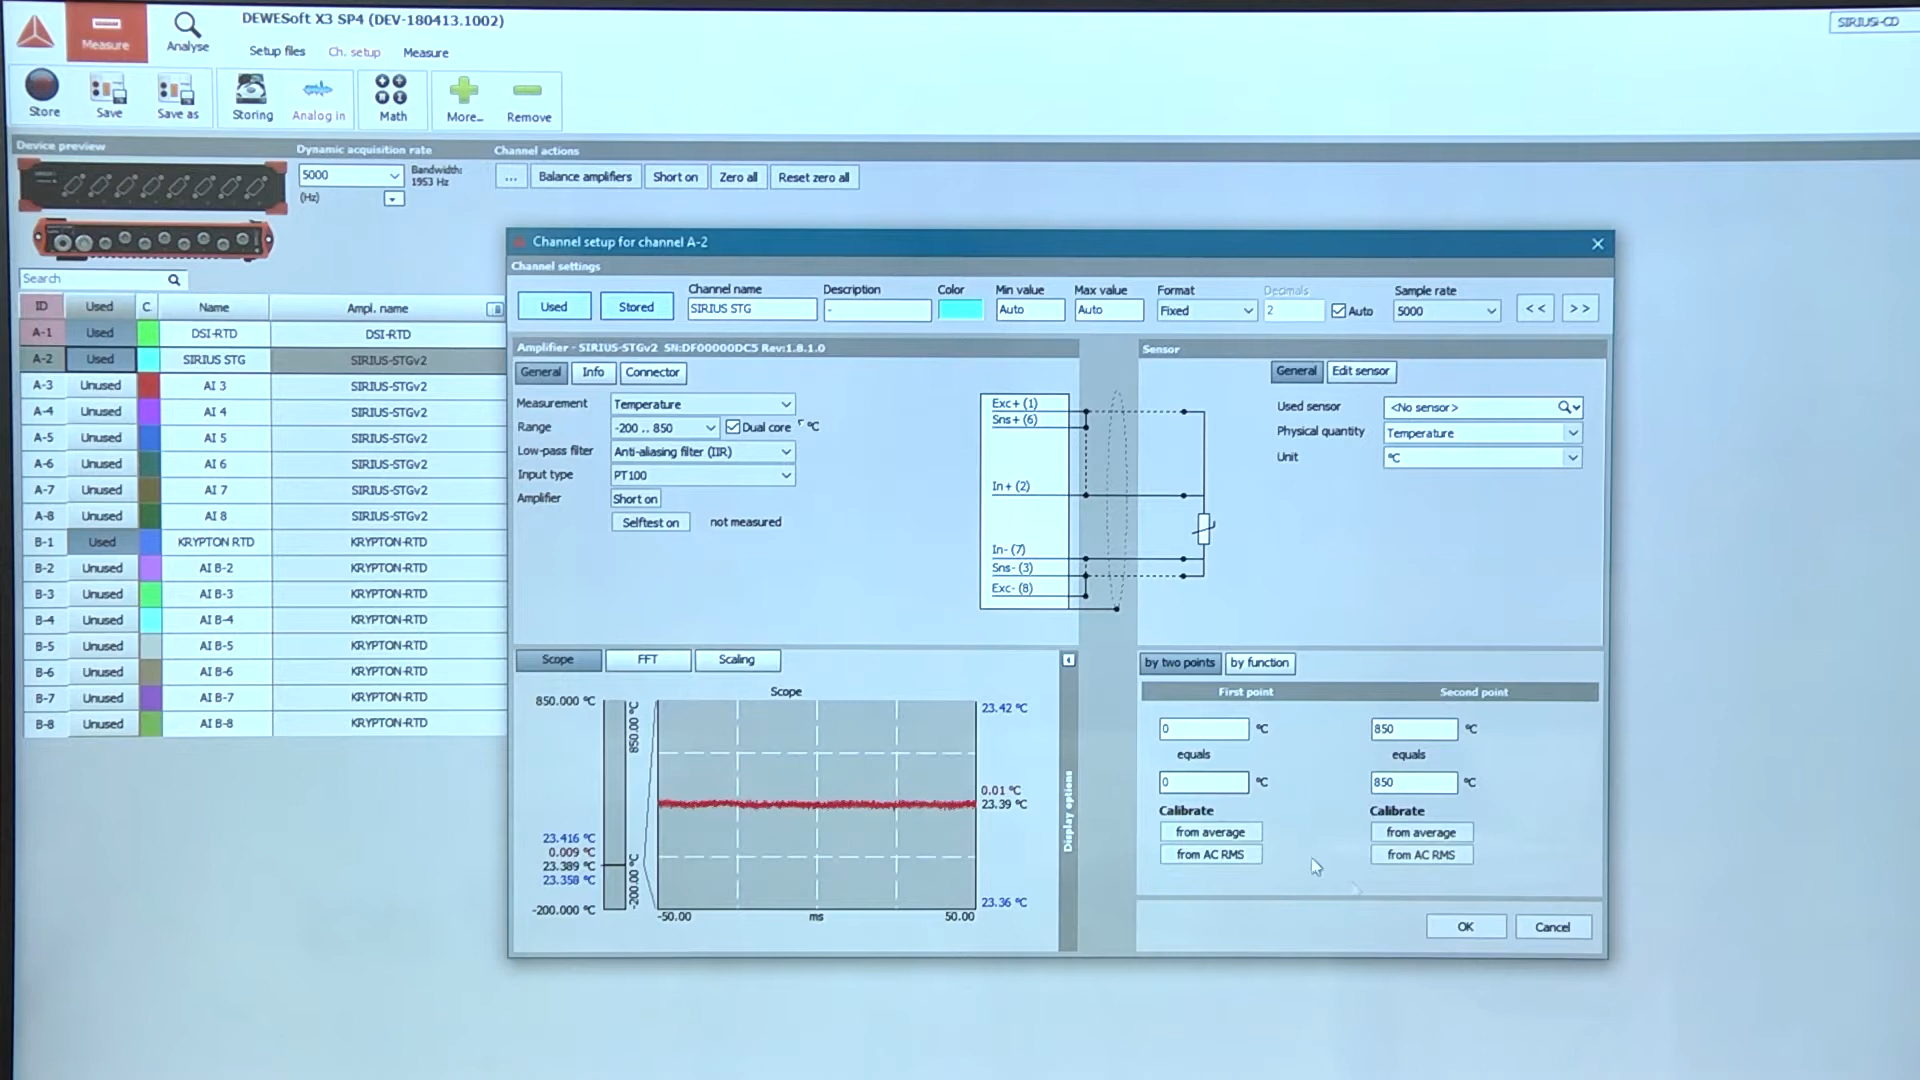 DEWESoft X3 SP4 (DEV-180413.1002)
SIRIUSi-CD
Measure
Analyse
Setup files
Ch. setup
Measure
Store
Save
Save as
Storing
Analog in
Math
More...
Remove
Device preview
Dynamic acquisition rate
Channel actions
5000
Bandwidth:
1953 Hz
(Hz)
...
Balance amplifiers
Short on
Zero all
Reset zero all
Search
ID Used C Name Ampl. name
A-1 Used DSI-RTD DSI-RTD
A-2 Used SIRIUS STG SIRIUS-STGv2
A-3 Unused AI 3 SIRIUS-STGv2
A-4 Unused AI 4 SIRIUS-STGv2
A-5 Unused AI 5 SIRIUS-STGv2
A-6 Unused AI 6 SIRIUS-STGv2
A-7 Unused AI 7 SIRIUS-STGv2
A-8 Unused AI 8 SIRIUS-STGv2
B-1 Used KRYPTON RTD KRYPTON-RTD
B-2 Unused AI B-2 KRYPTON-RTD
B-3 Unused AI B-3 KRYPTON-RTD
B-4 Unused AI B-4 KRYPTON-RTD
B-5 Unused AI B-5 KRYPTON-RTD
B-6 Unused AI B-6 KRYPTON-RTD
B-7 Unused AI B-7 KRYPTON-RTD
B-8 Unused AI B-8 KRYPTON-RTD
Channel setup for channel A-2
Channel settings
Used
Stored
Channel name
SIRIUS STG
Description
-
Color
Min value
Auto
Max value
Auto
Format
Fixed
Decimals
2
Auto
Sample rate
5000
<<
>>
Amplifier - SIRIUS-STGv2 SN:DF00000DC5 Rev:1.8.1.0
General
Info
Connector
Measurement Temperature
Range -200 .. 850 Dual core °C
Low-pass filter Anti-aliasing filter (IIR)
Input type PT100
Amplifier Short on
Selftest on not measured
Exc+ (1)
Sns+ (6)
In+ (2)
In- (7)
Sns- (3)
Exc- (8)
Sensor
General
Edit sensor
Used sensor <No sensor>
Physical quantity Temperature
Unit °C
Scope
FFT
Scaling
Scope
850.000 °C
850.00 °C
23.416 °C
0.009 °C
23.389 °C
23.358 °C
-200.000 °C
-200.00 °C
23.42 °C
0.01 °C
23.39 °C
23.36 °C
-50.00
ms
50.00
Display options
by two points
by function
First point
Second point
0 °C
850 °C
equals
equals
0 °C
850 °C
Calibrate
Calibrate
from average
from average
from AC RMS
from AC RMS
OK
Cancel